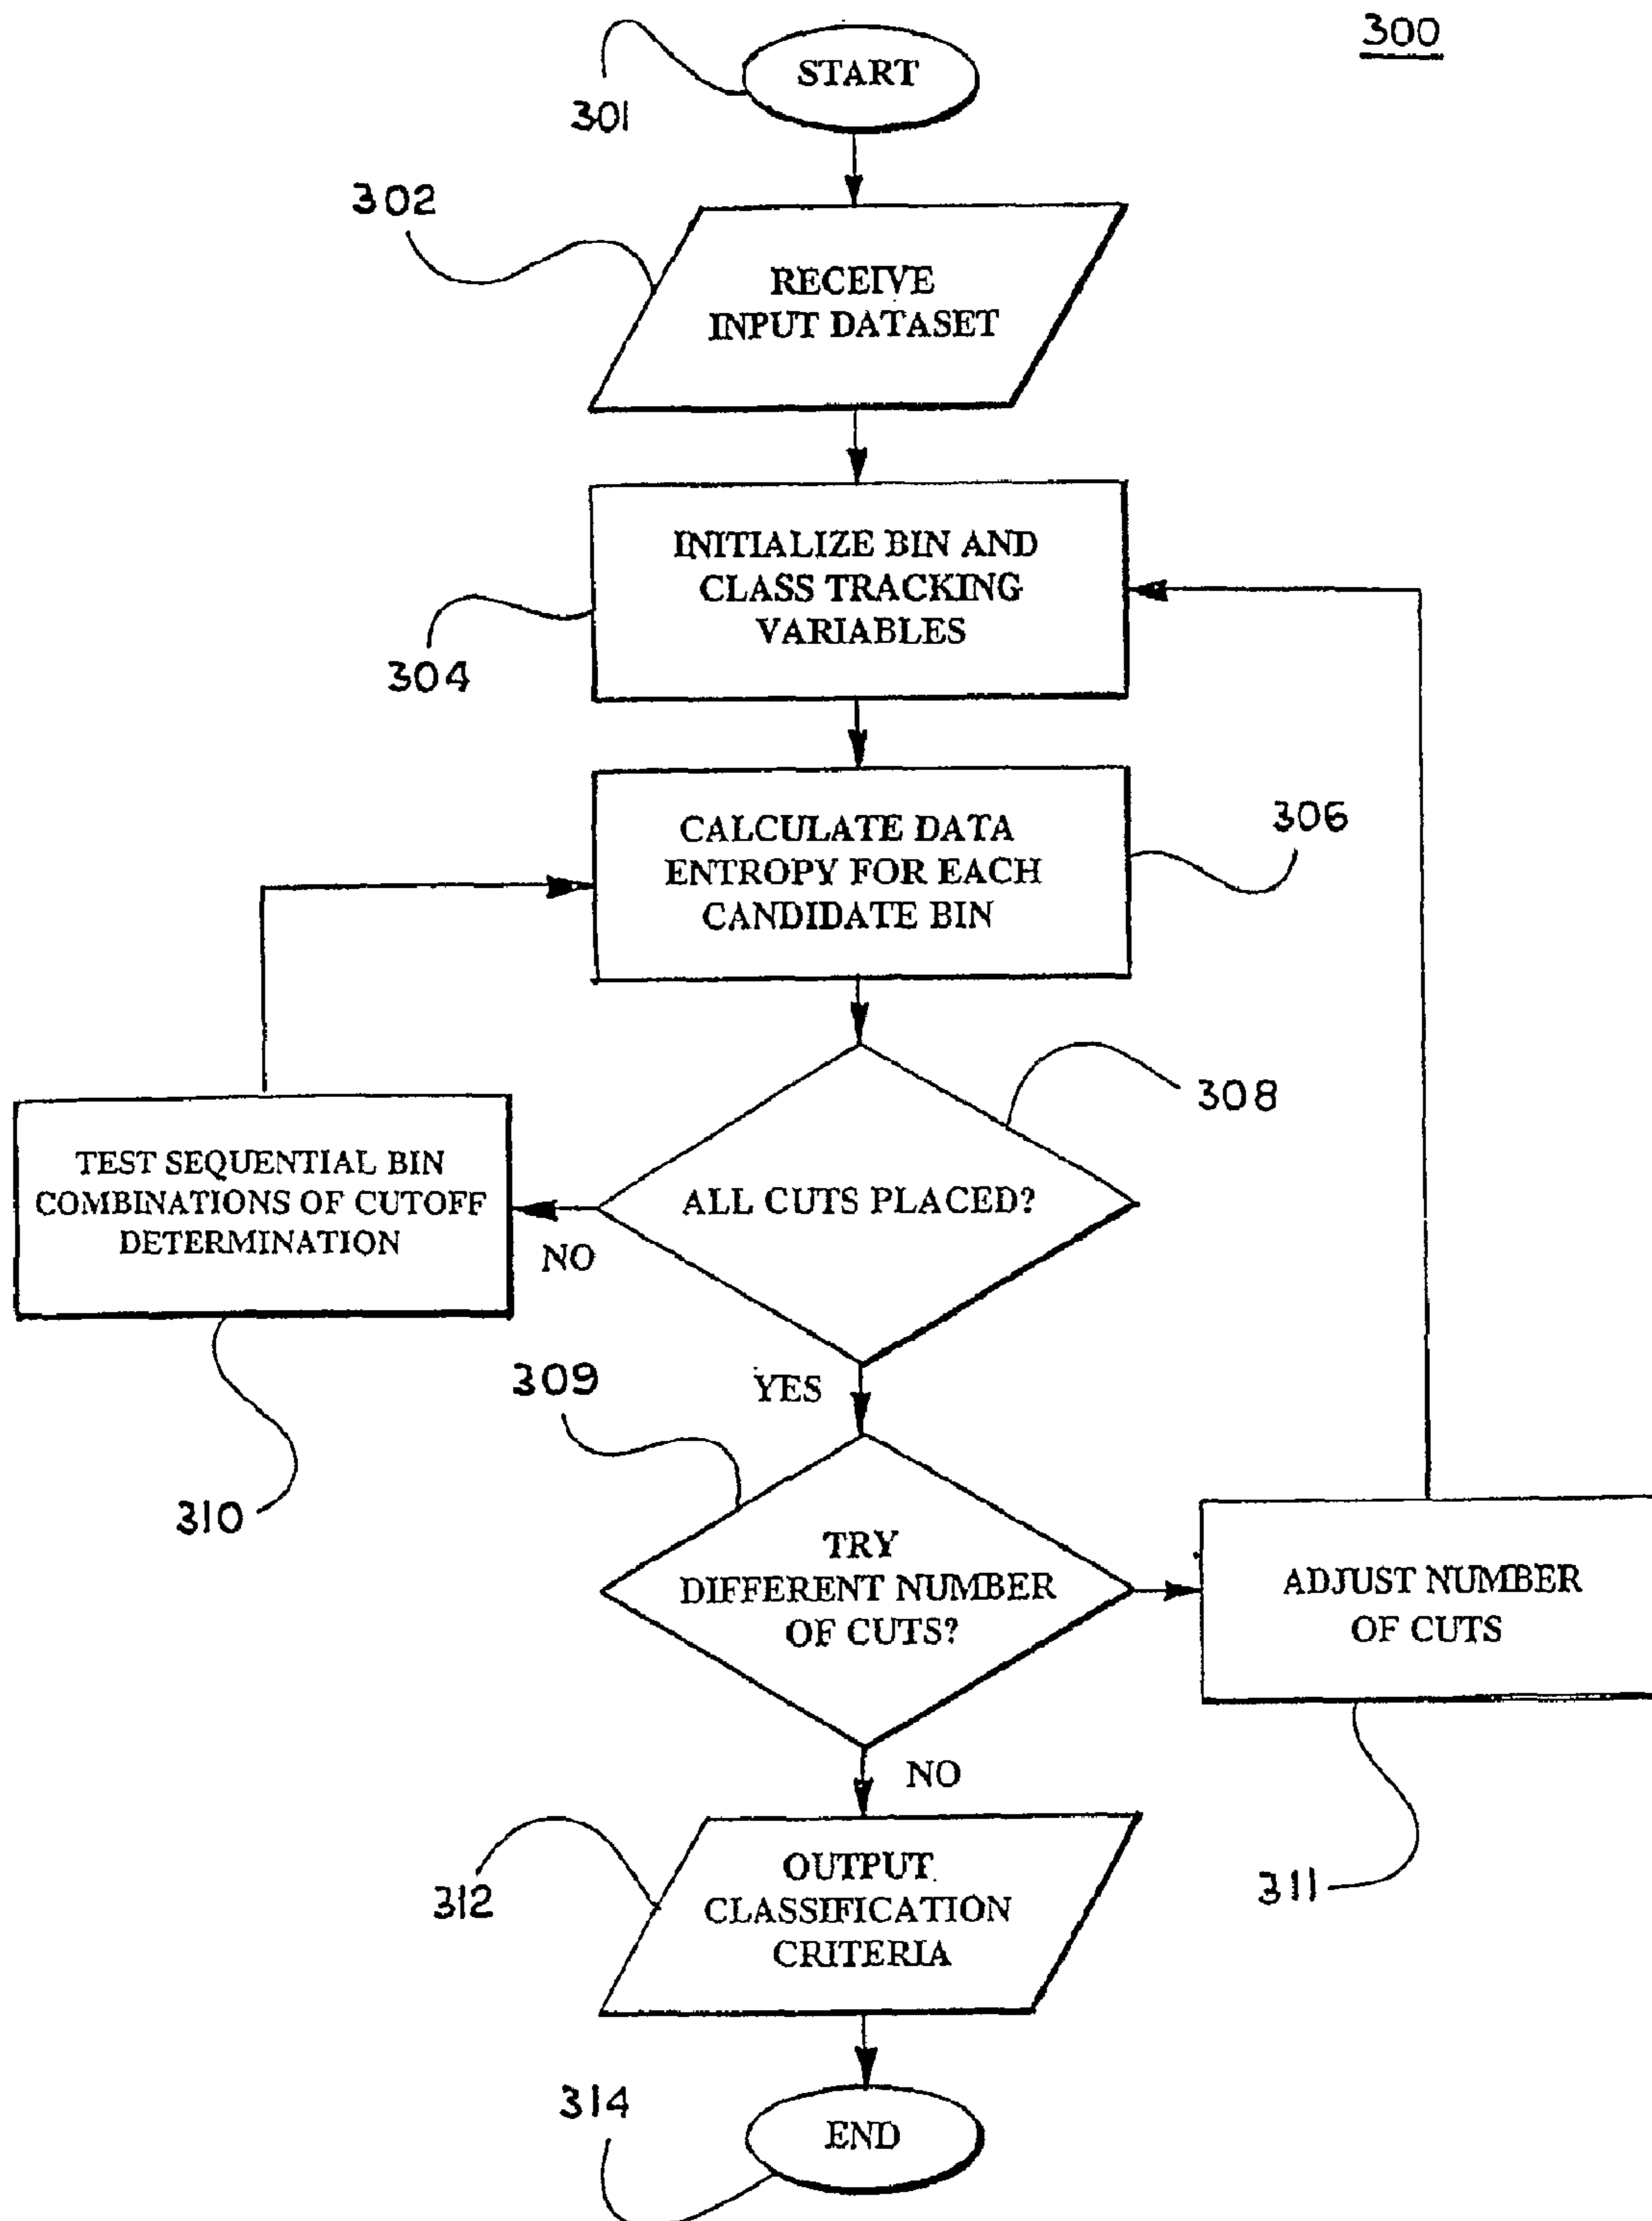 300
START
301
302
RECEIVE
INPUT DATASET
INITIALIZE BIN AND
CLASS TRACKING
VARIABLES
304
CALCULATE DATA
ENTROPY FOR EACH
CANDIDATE BIN
306
308
ALL CUTS PLACED?
TEST SEQUENTIAL BIN
COMBINATIONS OF CUTOFF
DETERMINATION
NO
310
YES
309
TRY
DIFFERENT NUMBER
OF CUTS?
ADJUST NUMBER
OF CUTS
311
NO
OUTPUT
CLASSIFICATION
CRITERIA
312
END
314